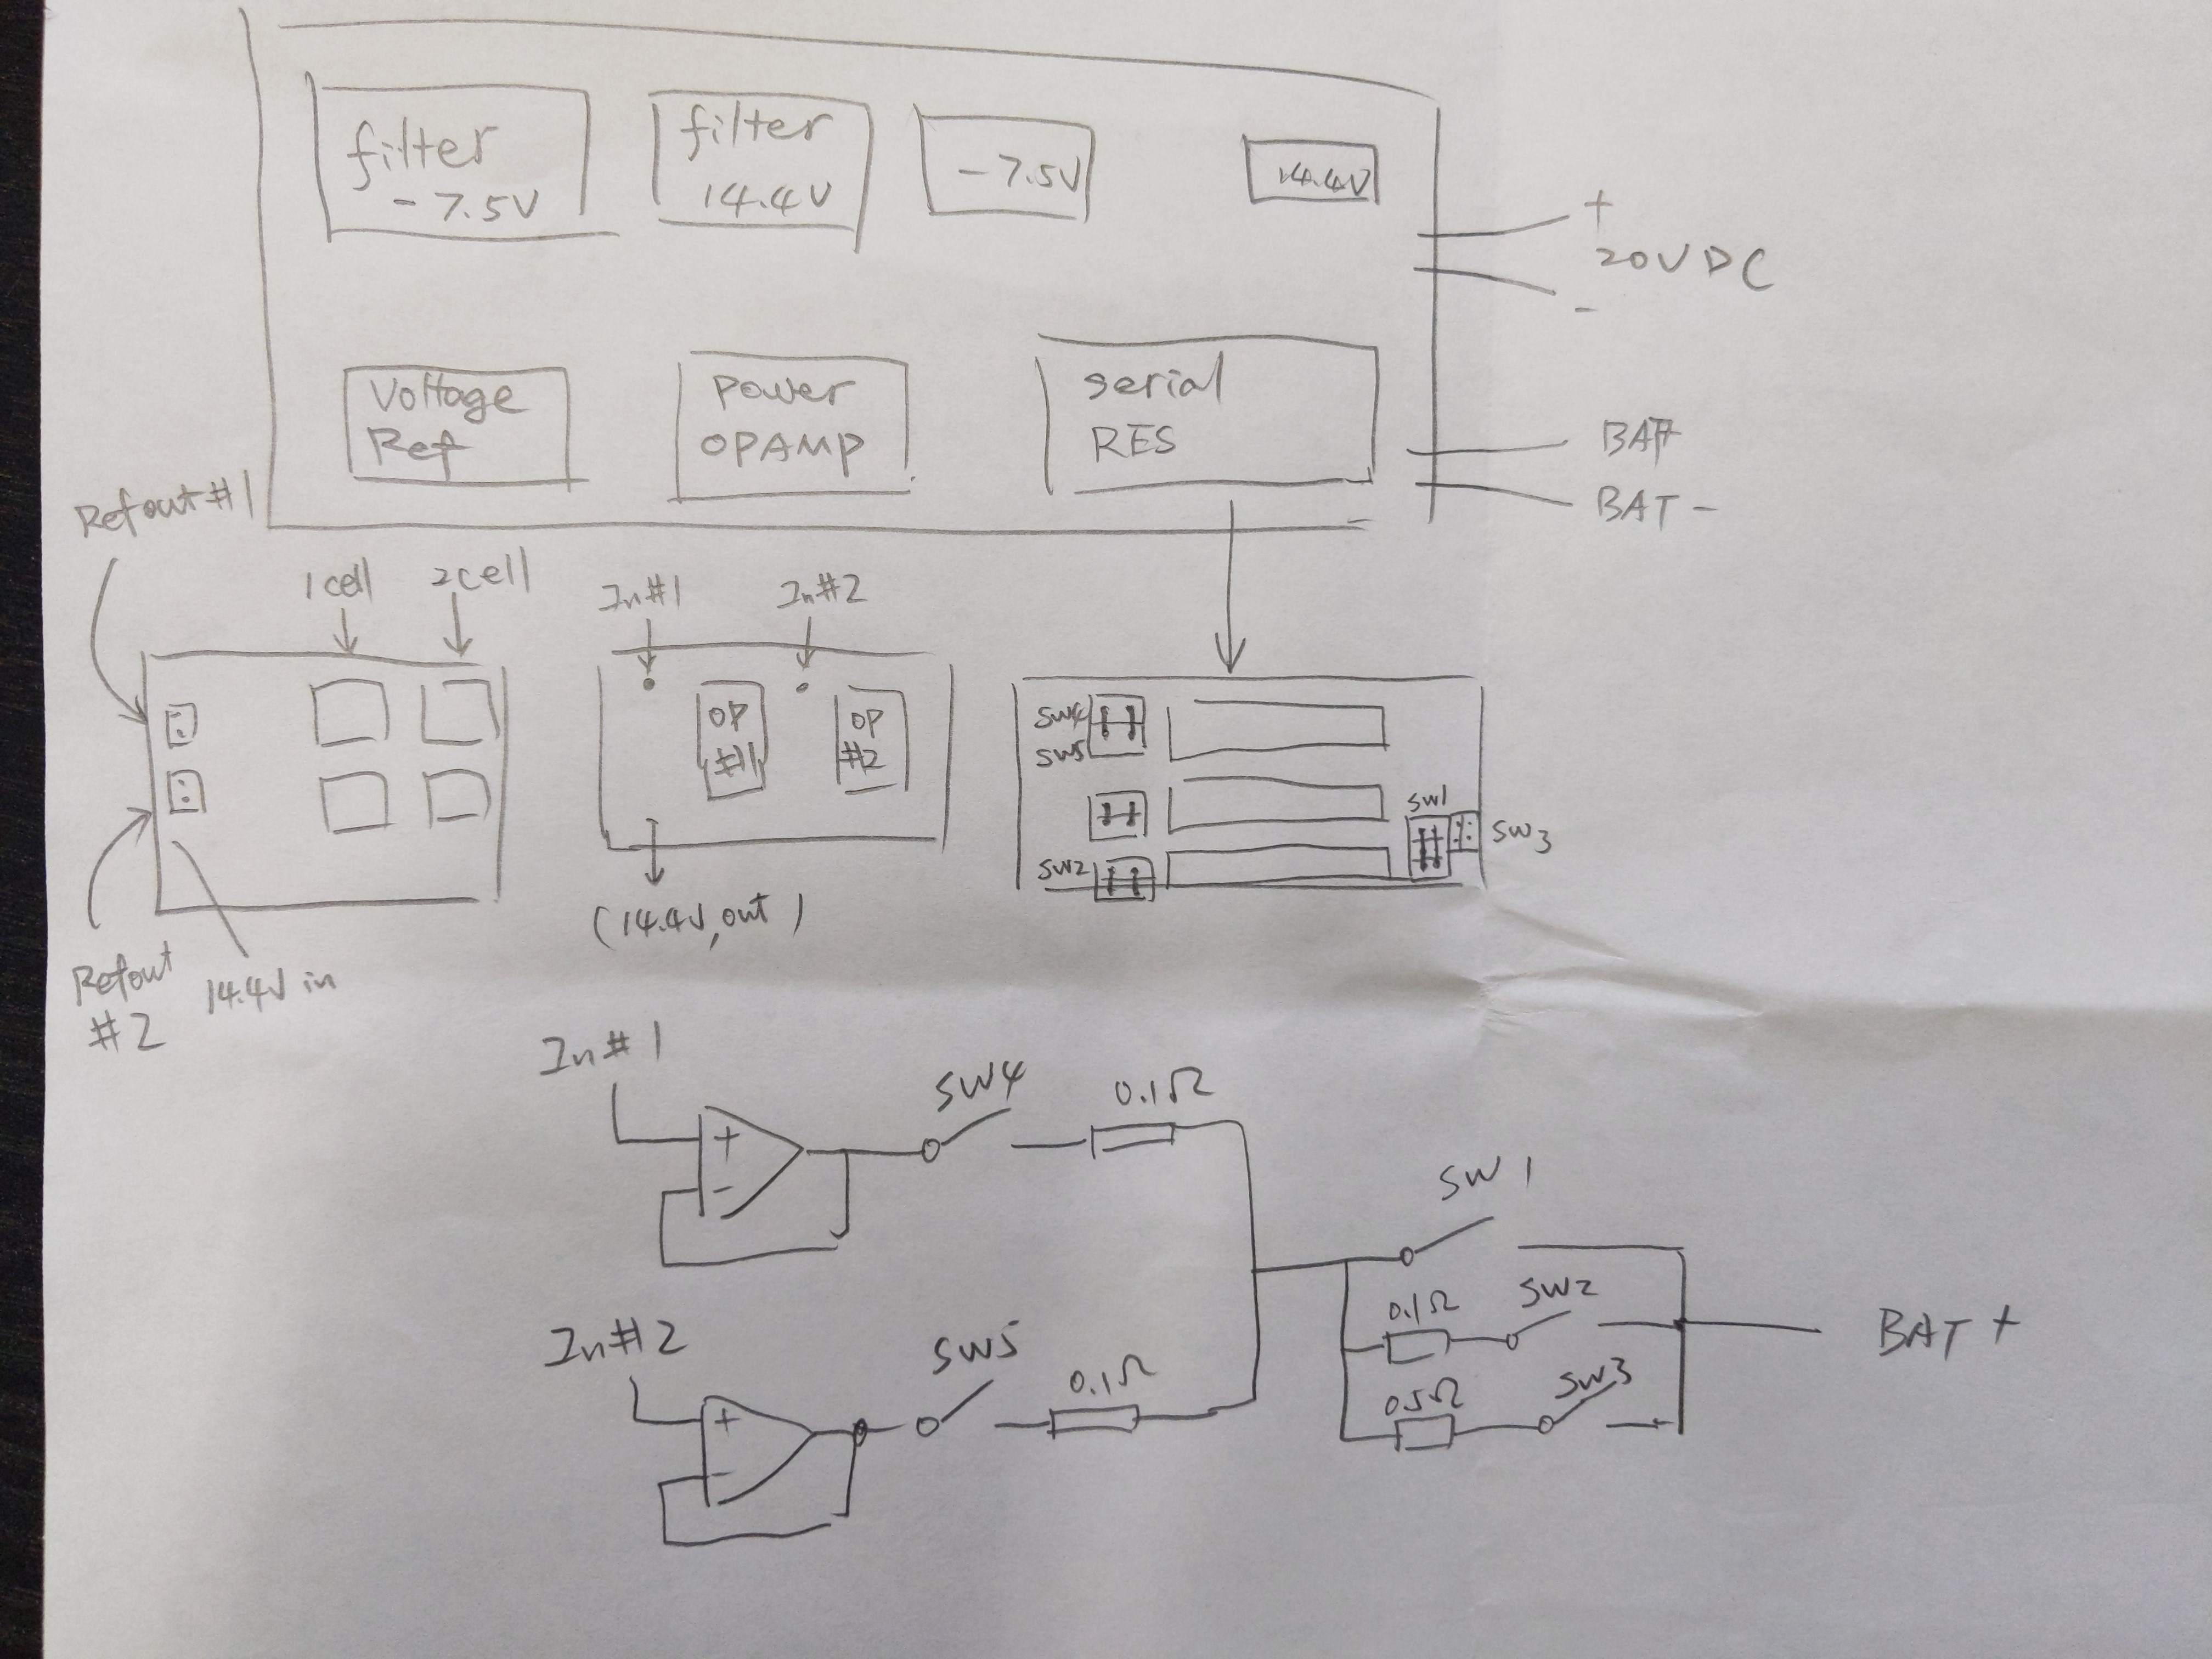 filter
-7.5V
filter
14.4V
-7.5V
14.4V
+
20V DC
-
Voltage
Ref
Power
OPAMP
serial
RES
BAT+
BAT-
Refout #1
1cell
2cell
In#1
In#2
OP
#1
OP
#2
SW4
SW5
SW2
SW1
SW3
(14.4V, out)
Refout
#2
14.4V in
In#1
+
-
SW4
0.1Ω
In#2
+
-
SW5
0.1Ω
SW1
0.1Ω
SW2
0.5Ω
SW3
BAT+